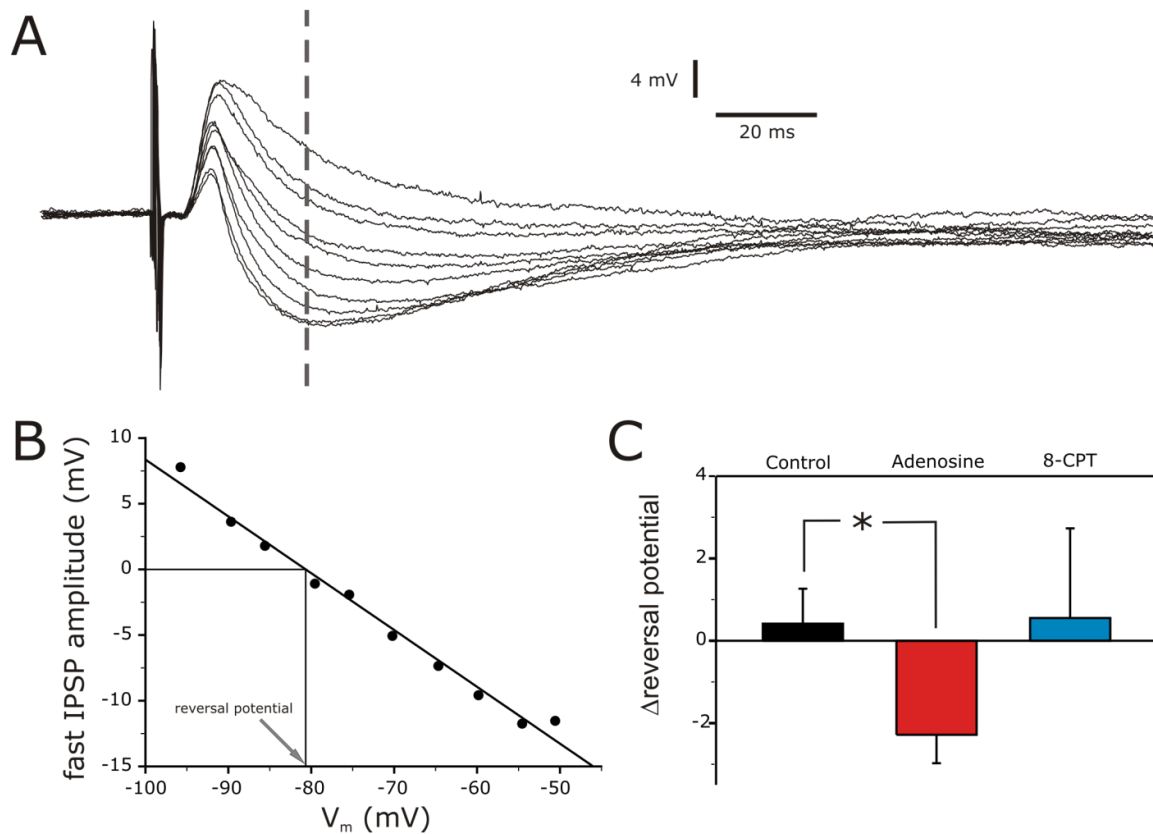 A
4 mV
20 ms
B
fast IPSP amplitude (mV)
10
5
0
-5
-10
-15
reversal potential
-100
-90
-80
-70
-60
-50
Vm (mV)
C
Control
Adenosine
8-CPT
Δreversal potential
4
2
0
-2
*